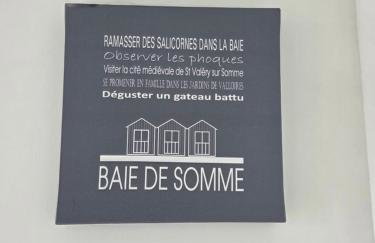 RAMASSER DES SALICORNES DANS LA BAIE
Observer les phoques
Visiter la cité médiévale de St Valéry sur Somme
SE PROMENER EN FAMILLE DANS LES JARDINS DE VALLOIRES
Déguster un gateau battu
BAIE DE SOMME